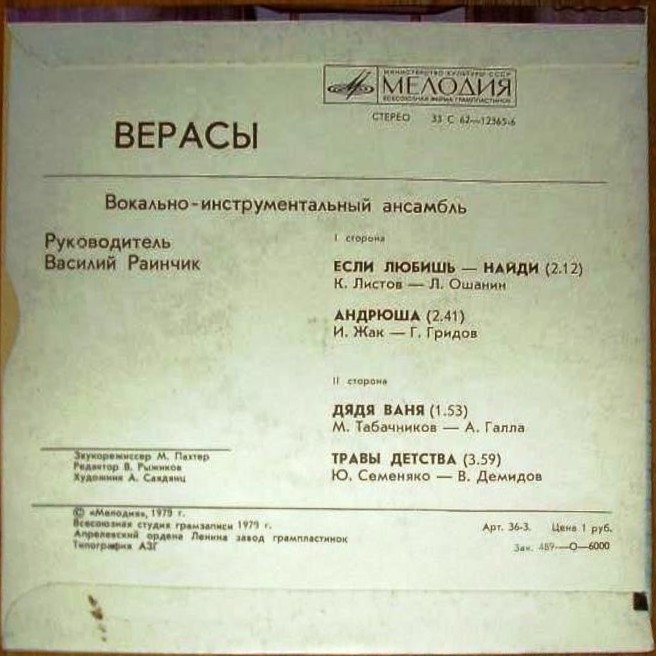 МИНИСТЕРСТВО КУЛЬТУРЫ СССР
МЕЛОДИЯ
ВСЕСОЮЗНАЯ ФИРМА ГРАМПЛАСТИНОК
СТЕРЕО 33 С 62—12365-6
ВЕРАСЫ
Вокально-инструментальный ансамбль
Руководитель
Василий Раинчик
I сторона
ЕСЛИ ЛЮБИШЬ — НАЙДИ (2.12)
К. Листов — Л. Ошанин
АНДРЮША (2.41)
И. Жак — Г. Гридов
II сторона
ДЯДЯ ВАНЯ (1.53)
М. Табачников — А. Галла
ТРАВЫ ДЕТСТВА (3.59)
Ю. Семеняко — В. Демидов
Звукорежиссер М. Пахтер
Редактор В. Рыжиков
Художник А. Саядянц
© «Мелодия», 1979 г.
Всесоюзная студия грамзаписи 1979 г.
Апрелевский ордена Ленина завод грампластинок
Типография АЗГ
Арт. 36-3. Цена 1 руб.
Зак. 489—О—6000